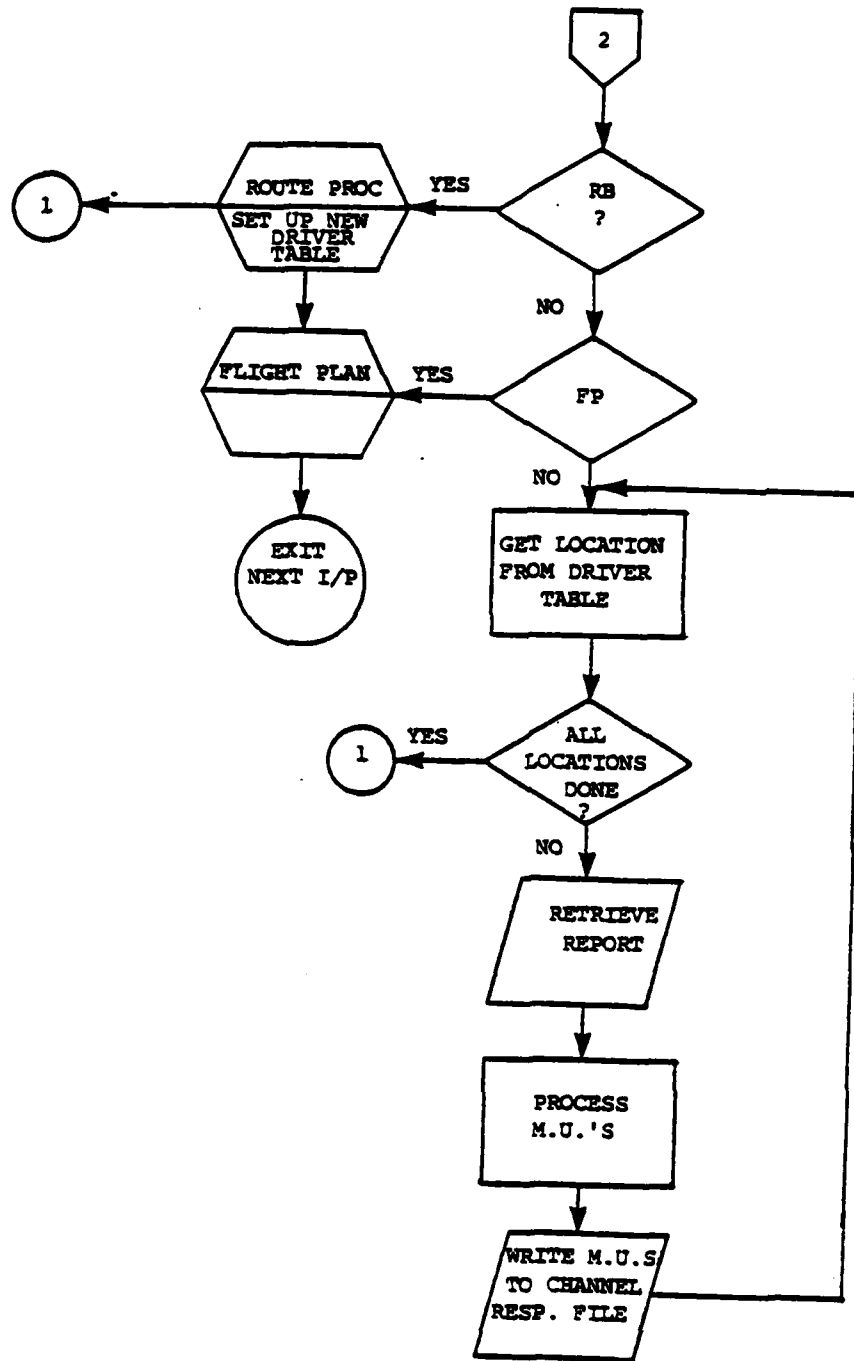 2
RB
?
YES
ROUTE PROC
SET UP NEW
DRIVER
TABLE
1
NO
FP
YES
FLIGHT PLAN
EXIT
NEXT I/P
NO
GET LOCATION
FROM DRIVER
TABLE
ALL
LOCATIONS
DONE
?
YES
1
NO
RETRIEVE
REPORT
PROCESS
M.U.'S
WRITE M.U.S
TO CHANNEL
RESP. FILE